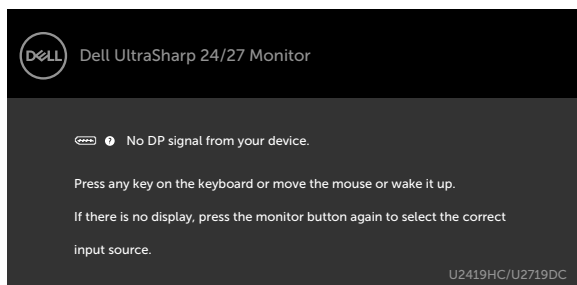 DELL Dell UltraSharp 24/27 Monitor
No DP signal from your device.
Press any key on the keyboard or move the mouse or wake it up.
If there is no display, press the monitor button again to select the correct
input source.
U2419HC/U2719DC